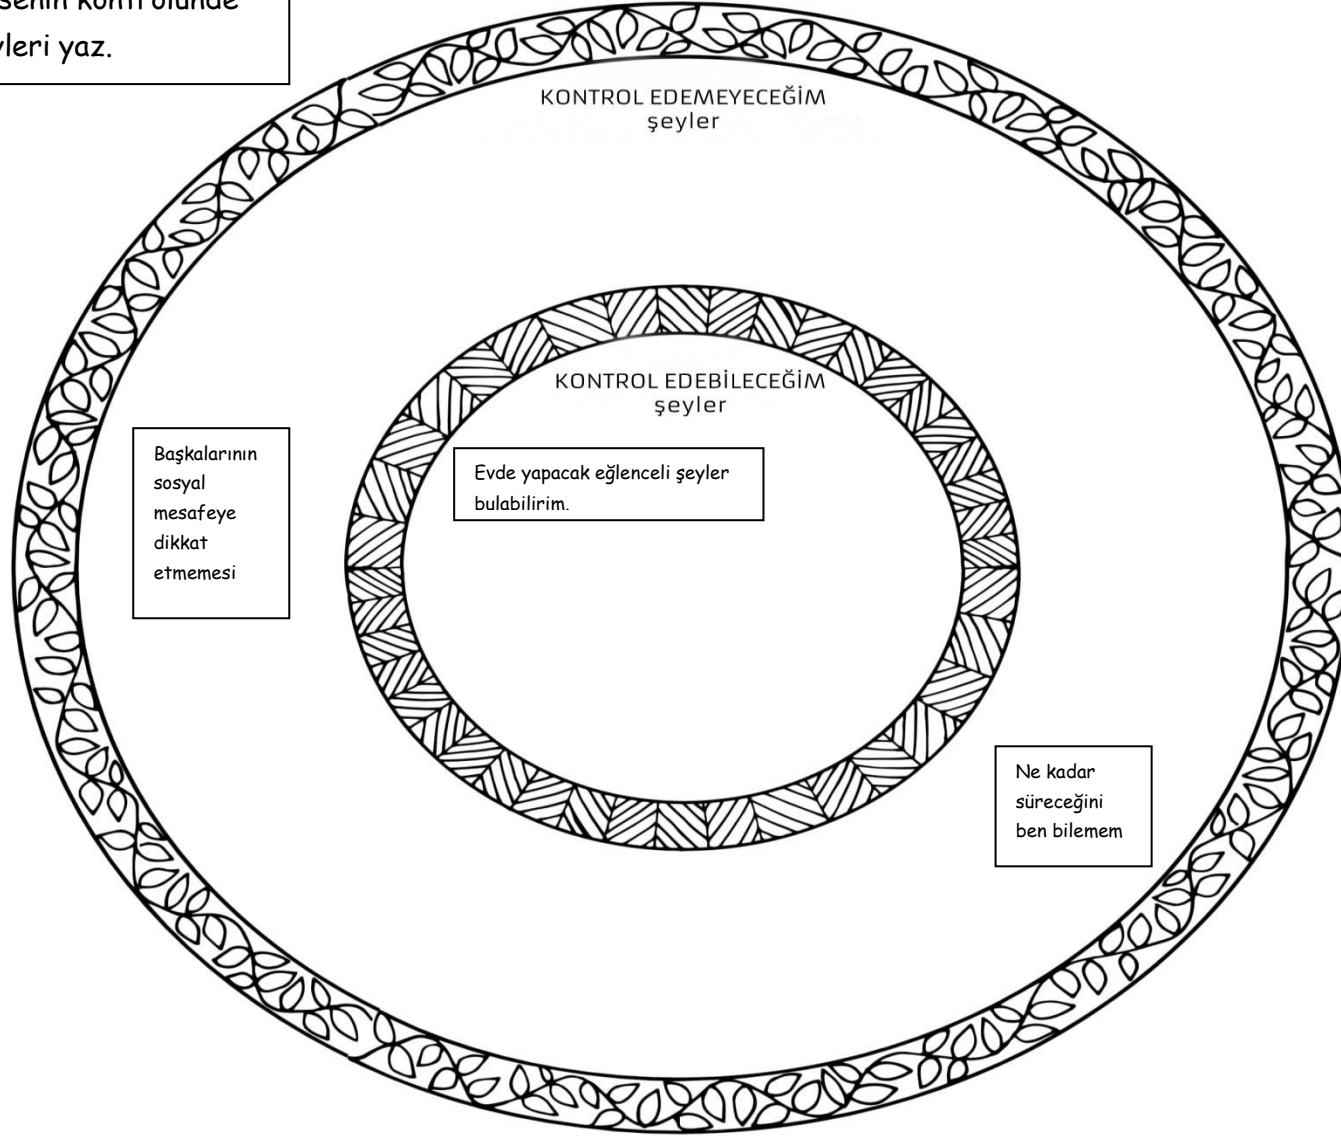 senin kontrolünde
yleri yaz.
KONTROL EDEMEYECEĞİM
şeyler
KONTROL EDEBİLECEĞİM
şeyler
Başkalarının
sosyal
mesafeye
dikkat
etmemesi
Evde yapacak eğlenceli şeyler
bulabilirim.
Ne kadar
süreceğini
ben bilemem